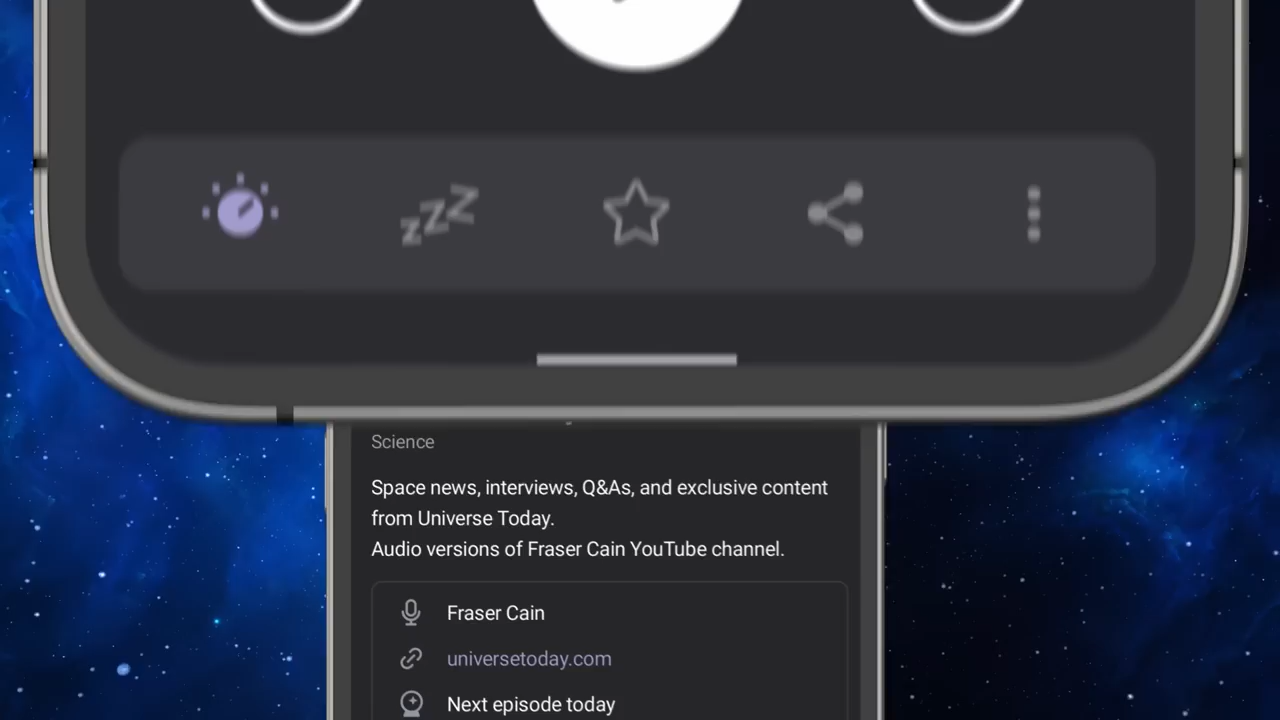 Science
Space news, interviews, Q&As, and exclusive content
from Universe Today.
Audio versions of Fraser Cain YouTube channel.
Fraser Cain
universetoday.com
Next episode today